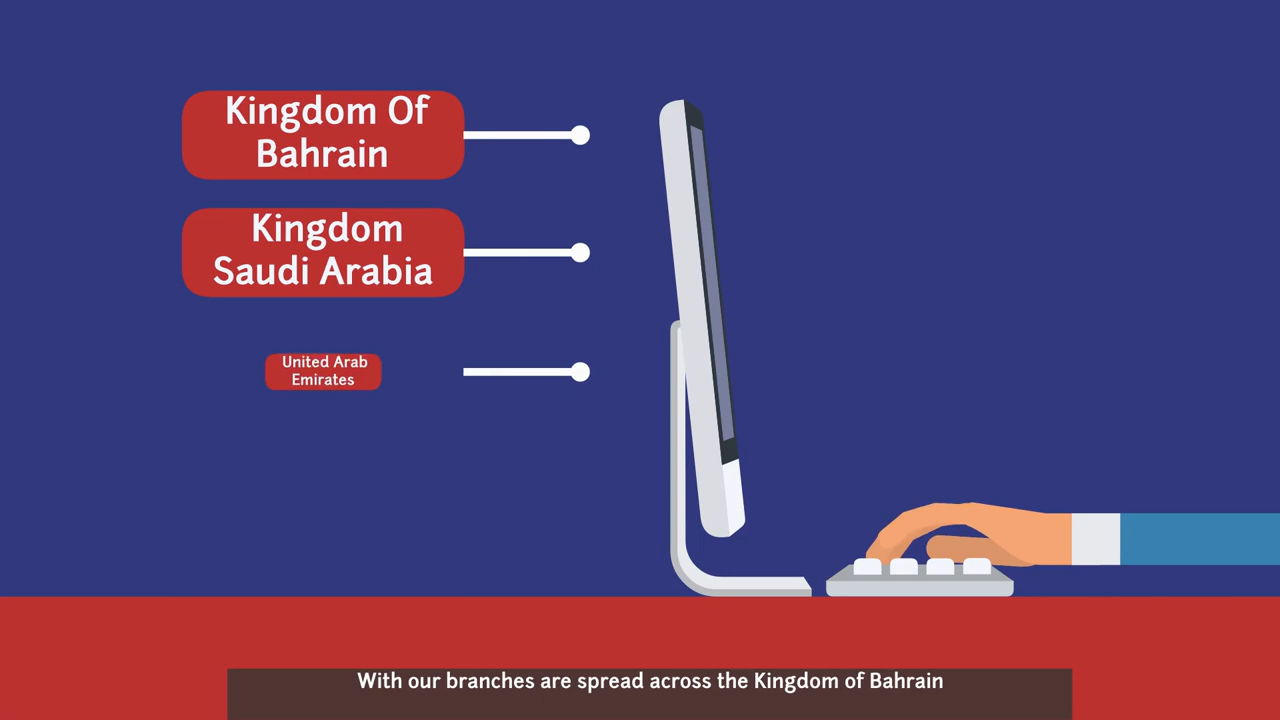 Kingdom Of
Bahrain
Kingdom
Saudi Arabia
United Arab
Emirates
With our branches are spread across the Kingdom of Bahrain